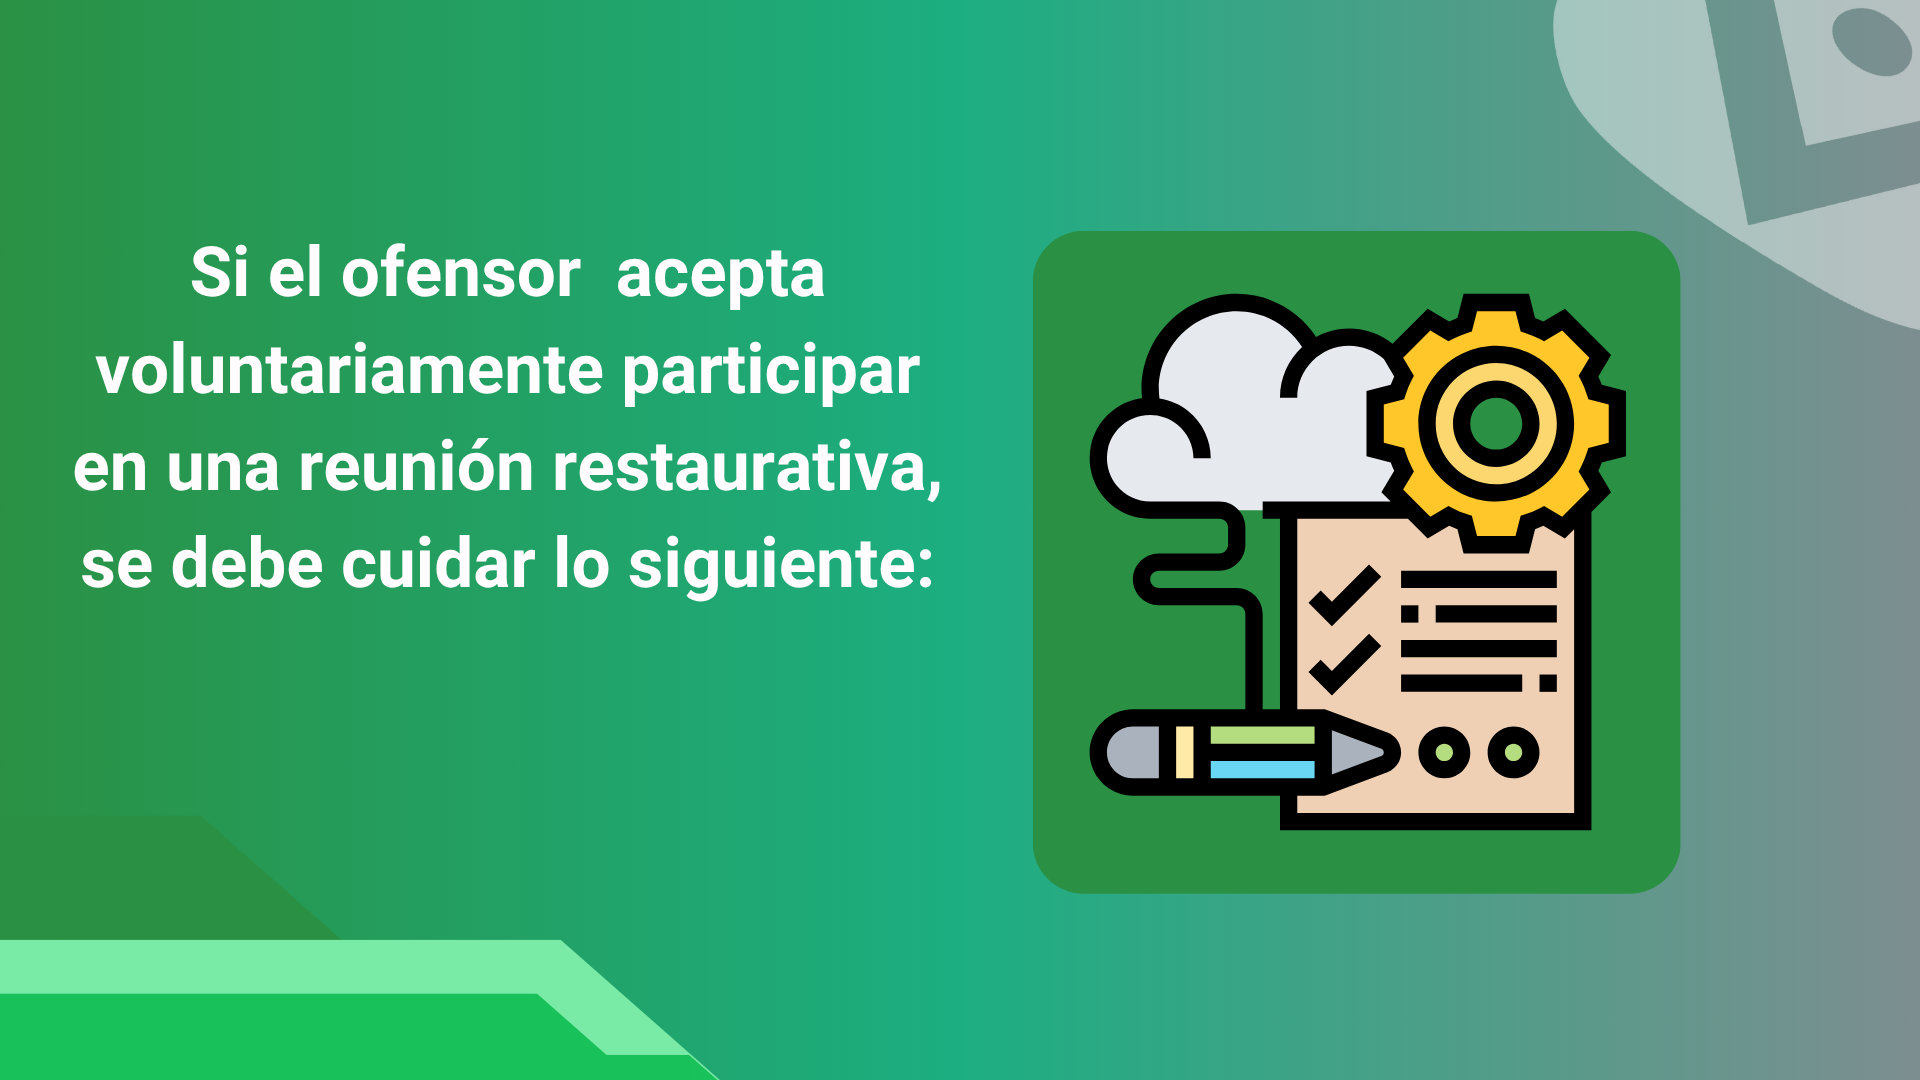 Si el ofensor  acepta
voluntariamente participar
en una reunión restaurativa,
se debe cuidar lo siguiente: